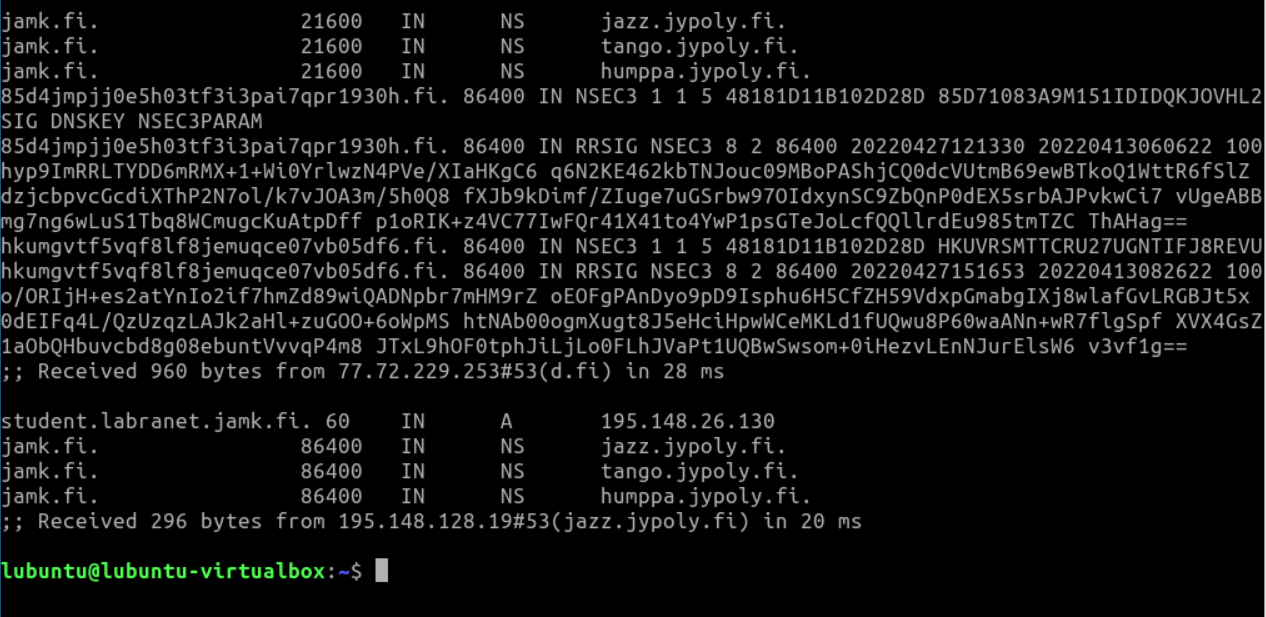 jamk.fi. 21600 IN NS jazz.jypoly.fi.
jamk.fi. 21600 IN NS tango.jypoly.fi.
jamk.fi. 21600 IN NS humppa.jypoly.fi.
85d4jmpjj0e5h03tf3i3pai7qpr1930h.fi. 86400 IN NSEC3 1 1 5 48181D11B102D28D 85D71083A9M151IDIDQKJOVHL2
SIG DNSKEY NSEC3PARAM
85d4jmpjj0e5h03tf3i3pai7qpr1930h.fi. 86400 IN RRSIG NSEC3 8 2 86400 20220427121330 20220413060622 100
hyp9ImRRLTYDD6mRMX+1+Wi0YrlwzN4PVe/XIaHKgC6 q6N2KE462kbTNJouc09MBoPAShjCQ0dcVUtmB69ewBTkoQ1WttR6fSlZ
dzjcbpvcGcdiXThP2N7ol/k7vJOA3m/5h0Q8 fXJb9kDimf/ZIuge7uGSrbw97OIdxynSC9ZbQnP0dEX5srbAJPvkwCi7 vUgeABB
mg7ng6wLuS1Tbq8WCmugcKuAtpDff p1oRIK+z4VC77IwFQr41X41to4YwP1psGTeJoLcfQQllrdEu985tmTZC ThAHag==
hkumgvtf5vqf8lf8jemuqce07vb05df6.fi. 86400 IN NSEC3 1 1 5 48181D11B102D28D HKUVRSMTTCRU27UGNTIFJ8REVU
hkumgvtf5vqf8lf8jemuqce07vb05df6.fi. 86400 IN RRSIG NSEC3 8 2 86400 20220427151653 20220413082622 100
o/ORIjH+es2atYnIo2if7hmZd89wiQADNpbr7mHM9rZ oEOFgPAnDyo9pD9Isphu6H5CfZH59VdxpGmabgIXj8wlafGvLRGBJt5x
0dEIFq4L/QzUzqzLAJk2aHl+zuGOO+6oWpMS htNAb00ogmXugt8J5eHciHpwWCeMKLd1fUQwu8P60waANn+wR7flgSpf XVX4GsZ
1aObQHbuvcbd8g08ebuntVvvqP4m8 JTxL9hOF0tphJiLjLo0FLhJVaPt1UQBwSwsom+0iHezvLEnNJurElsW6 v3vf1g==
;; Received 960 bytes from 77.72.229.253#53(d.fi) in 28 ms
student.labranet.jamk.fi. 60 IN A 195.148.26.130
jamk.fi. 86400 IN NS jazz.jypoly.fi.
jamk.fi. 86400 IN NS tango.jypoly.fi.
jamk.fi. 86400 IN NS humppa.jypoly.fi.
;; Received 296 bytes from 195.148.128.19#53(jazz.jypoly.fi) in 20 ms
lubuntu@lubuntu-virtualbox:~$